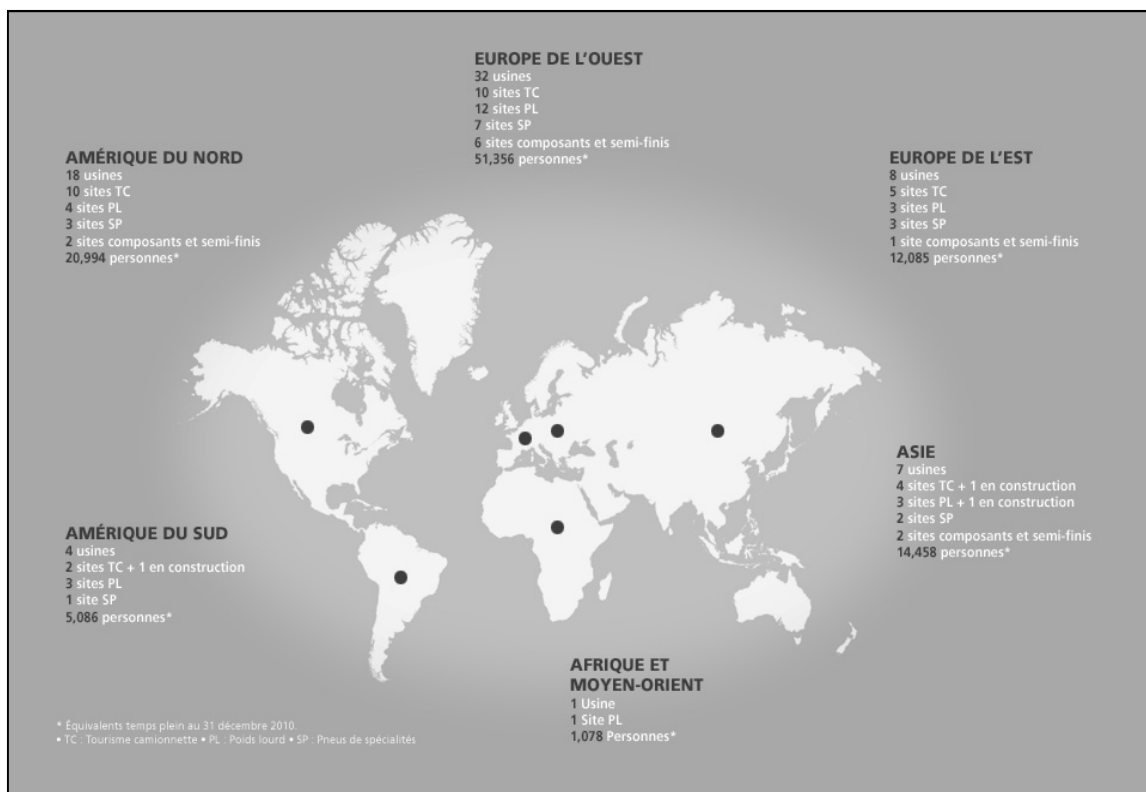 EUROPE DE L'OUEST
32 usines
10 sites TC
12 sites PL
7 sites SP
6 sites composants et semi-finis
51,356 personnes*
AMÉRIQUE DU NORD
18 usines
10 sites TC
4 sites PL
3 sites SP
2 sites composants et semi-finis
20,994 personnes*
EUROPE DE L'EST
8 usines
5 sites TC
3 sites PL
3 sites SP
1 site composants et semi-finis
12,085 personnes*
ASIE
7 usines
4 sites TC + 1 en construction
3 sites PL + 1 en construction
2 sites SP
2 sites composants et semi-finis
14,458 personnes*
AMÉRIQUE DU SUD
4 usines
2 sites TC + 1 en construction
3 sites PL
1 site SP
5,086 personnes*
AFRIQUE ET
MOYEN-ORIENT
1 Usine
1 Site PL
1,078 Personnes*
* Équivalents temps plein au 31 décembre 2010.
• TC : Tourisme camionnette • PL : Poids lourd • SP : Pneus de spécialités